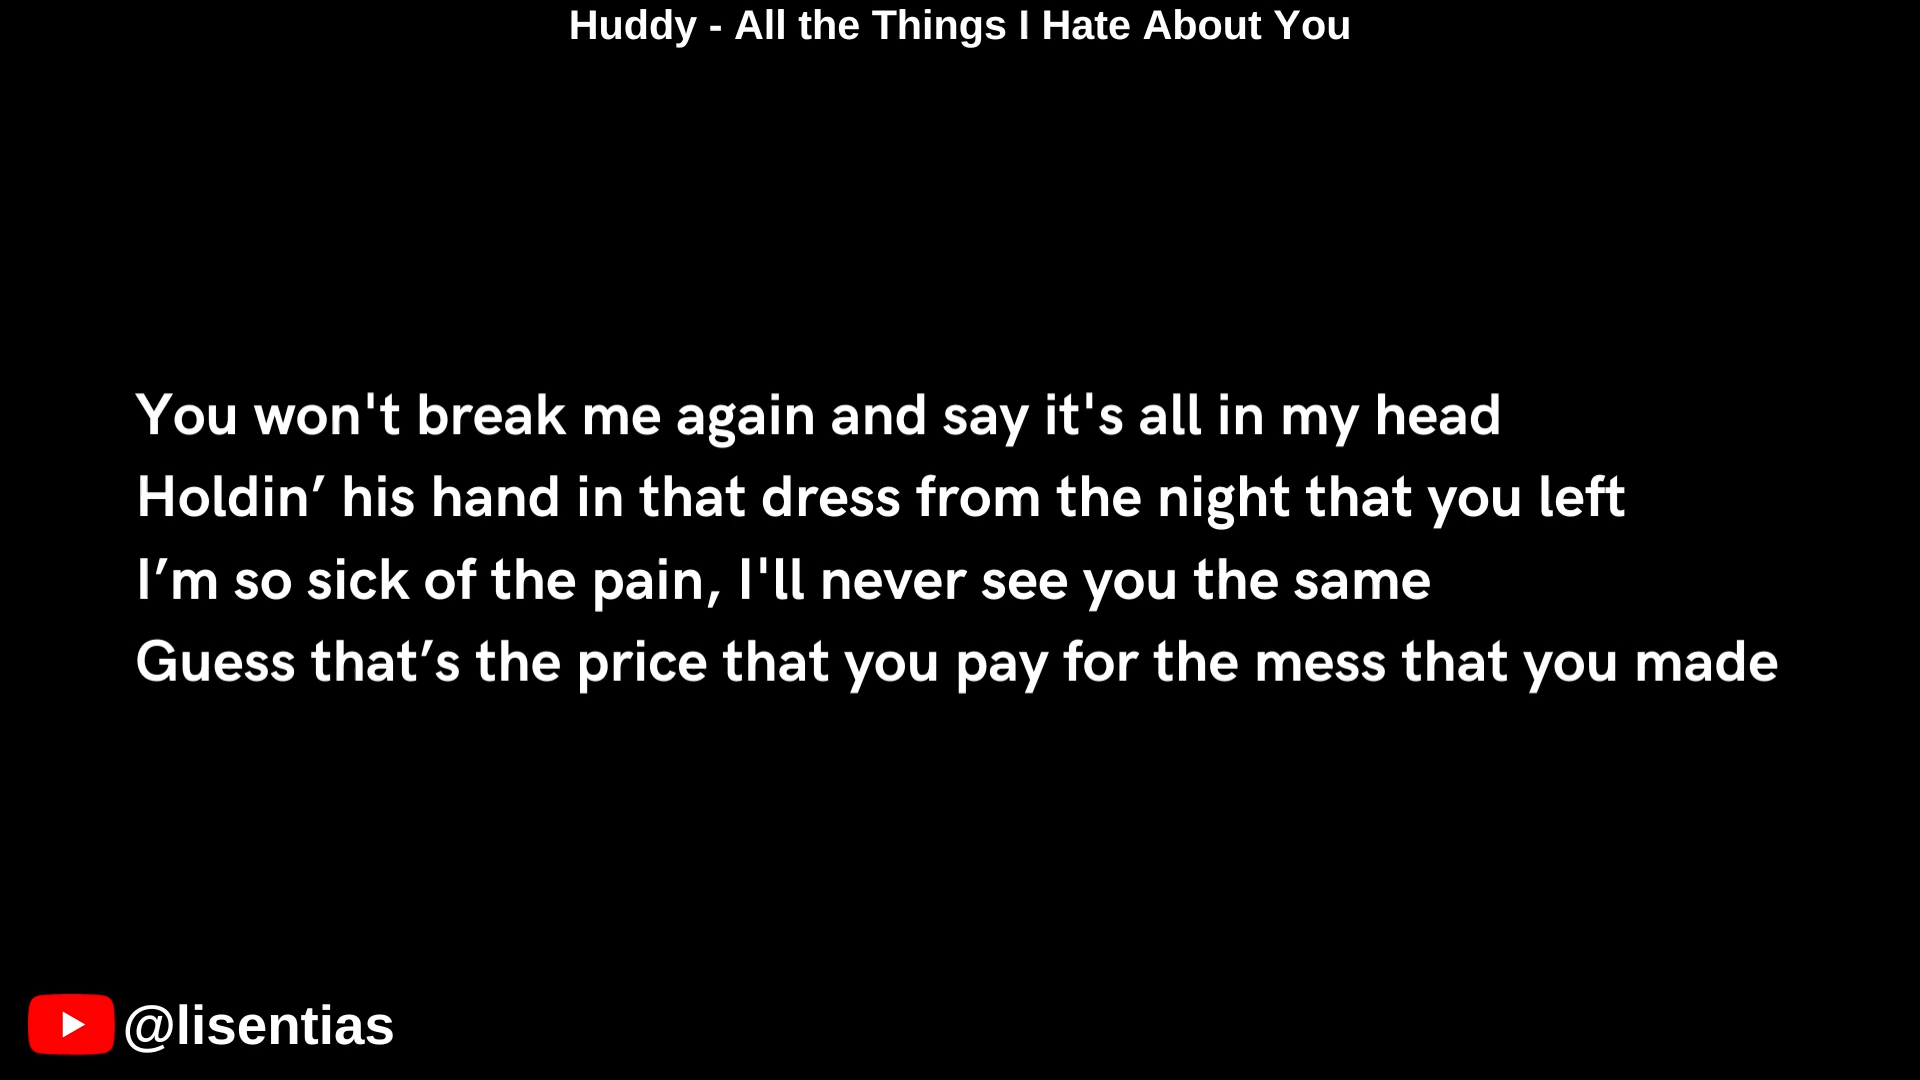 Huddy - All the Things I Hate About You
You won't break me again and say it's all in my head
Holdin’ his hand in that dress from the night that you left
I’m so sick of the pain, I'll never see you the same
Guess that’s the price that you pay for the mess that you made
@lisentias